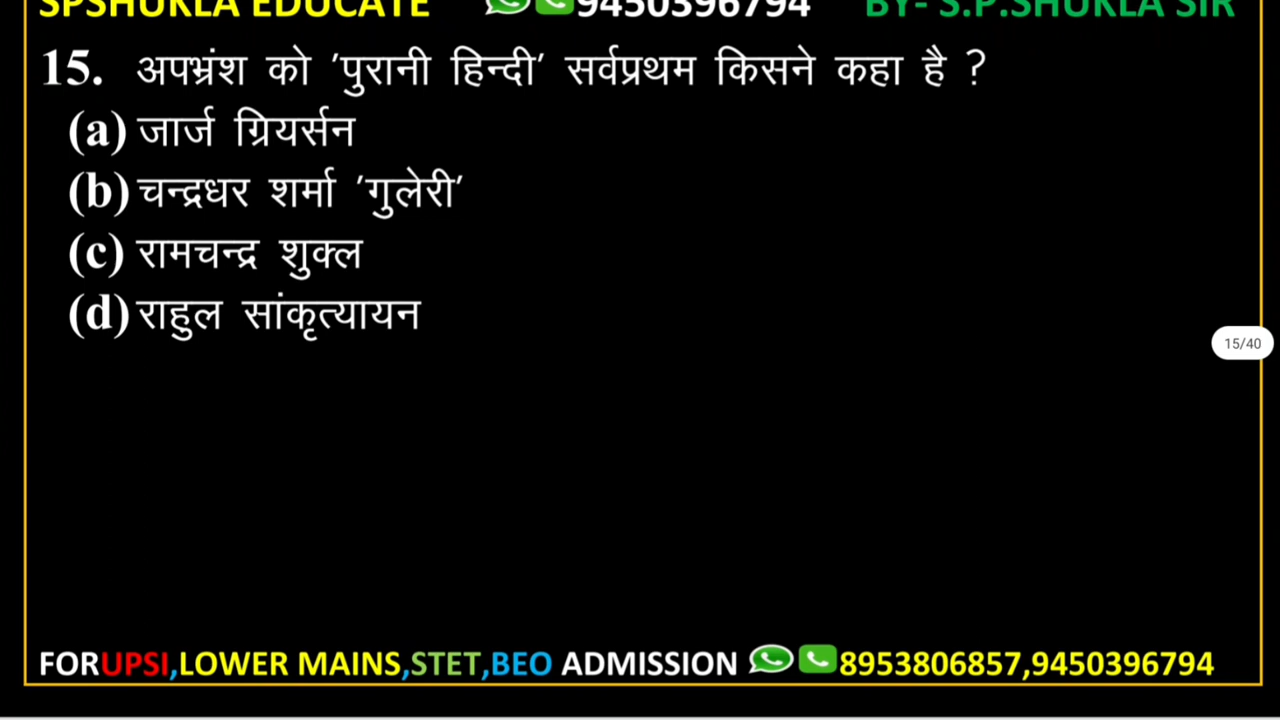 SPSHUKLA EDUCATE 9450396794 BY- S.P.SHUKLA SIR
15. अपभ्रंश को ’पुरानी हिन्दी’ सर्वप्रथम किसने कहा है ?
(a) जार्ज ग्रियर्सन
(b) चन्द्रधर शर्मा ’गुलेरी’
(c) रामचन्द्र शुक्ल
(d) राहुल सांकृत्यायन
15/40
FORUPSI,LOWER MAINS,STET,BEO ADMISSION 8953806857,9450396794